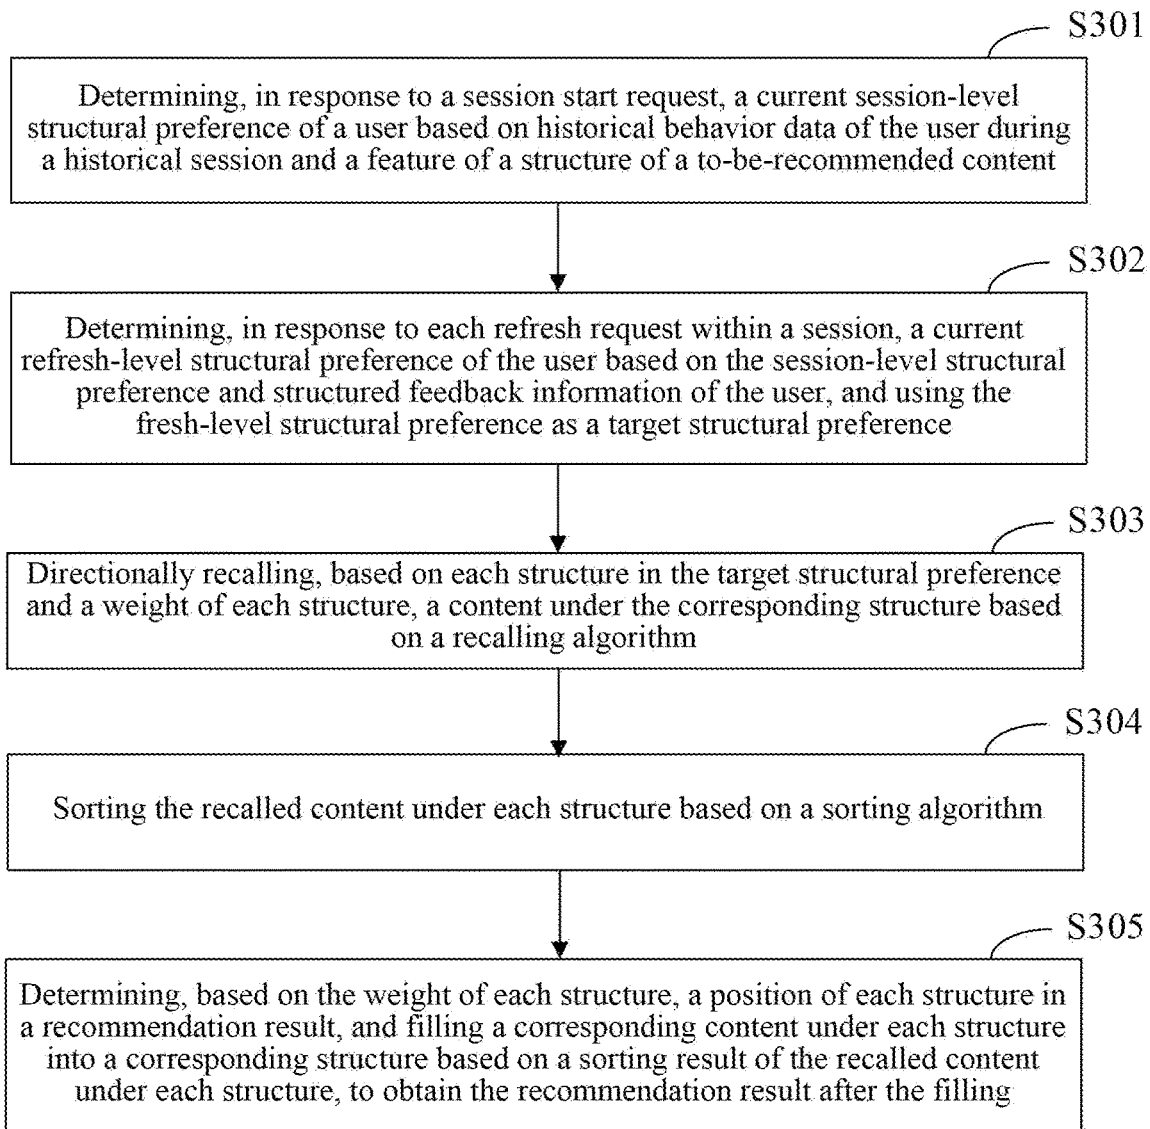 S301
Determining, in response to a session start request, a current session-level
structural preference of a user based on historical behavior data of the user during
a historical session and a feature of a structure of a to-be-recommended content
S302
Determining, in response to each refresh request within a session, a current
refresh-level structural preference of the user based on the session-level structural
preference and structured feedback information of the user, and using the
fresh-level structural preference as a target structural preference
S303
Directionally recalling, based on each structure in the target structural preference
and a weight of each structure, a content under the corresponding structure based
on a recalling algorithm
S304
Sorting the recalled content under each structure based on a sorting algorithm
S305
Determining, based on the weight of each structure, a position of each structure in
a recommendation result, and filling a corresponding content under each structure
into a corresponding structure based on a sorting result of the recalled content
under each structure, to obtain the recommendation result after the filling